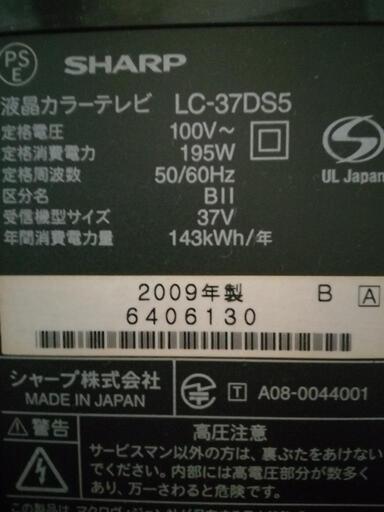 PS
E
SHARP
液晶カラーテレビ LC-37DS5
定格電圧 100V～
定格消費電力 195W
定格周波数 50/60Hz
区分名 BII
受信機型サイズ 37V
年間消費電力量 143kWh/年
UL Japan
2009年製 B A
6406130
シャープ株式会社
MADE IN JAPAN
T A08-0044001
警告 高圧注意
サービスマン以外の方は、裏ぶたをあけない
でください。内部には高電圧部分が数多く
あり、万一さわると危険です。